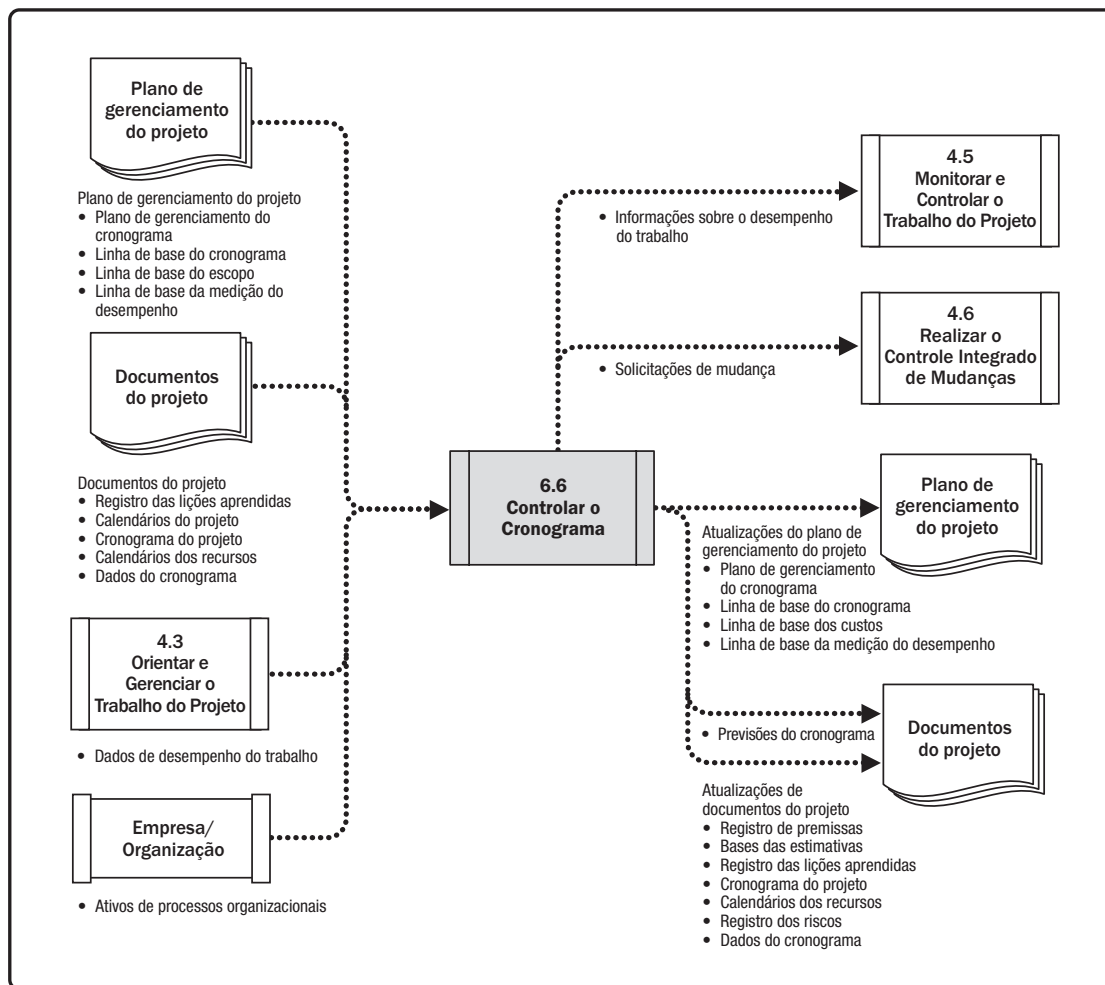 Plano de
gerenciamento
do projeto
Plano de gerenciamento do projeto
• Plano de gerenciamento do
cronograma
• Linha de base do cronograma
• Linha de base do escopo
• Linha de base da medição do
desempenho
Documentos
do projeto
Documentos do projeto
• Registro das lições aprendidas
• Calendários do projeto
• Cronograma do projeto
• Calendários dos recursos
• Dados do cronograma
4.3
Orientar e
Gerenciar o
Trabalho do Projeto
• Dados de desempenho do trabalho
Empresa/
Organização
• Ativos de processos organizacionais
6.6
Controlar o
Cronograma
• Informações sobre o desempenho
do trabalho
4.5
Monitorar e
Controlar o
Trabalho do Projeto
• Solicitações de mudança
4.6
Realizar o
Controle Integrado
de Mudanças
Plano de
gerenciamento
do projeto
Atualizações do plano de
gerenciamento do projeto
• Plano de gerenciamento
do cronograma
• Linha de base do cronograma
• Linha de base dos custos
• Linha de base da medição do desempenho
• Previsões do cronograma
Documentos
do projeto
Atualizações de
documentos do projeto
• Registro de premissas
• Bases das estimativas
• Registro das lições aprendidas
• Cronograma do projeto
• Calendários dos recursos
• Registro dos riscos
• Dados do cronograma